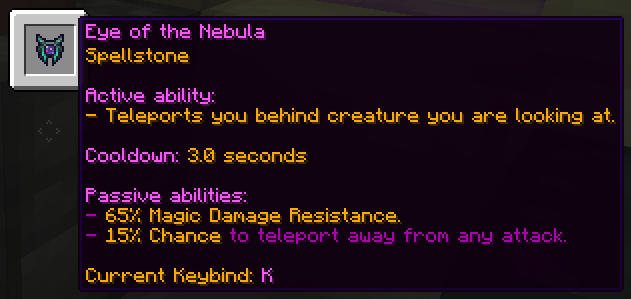 Eye of the Nebula
Spellstone
Active ability:
- Teleports you behind creature you are looking at.
Cooldown: 3.0 seconds
Passive abilities:
- 65% Magic Damage Resistance.
- 15% Chance to teleport away from any attack.
Current Keybind: K